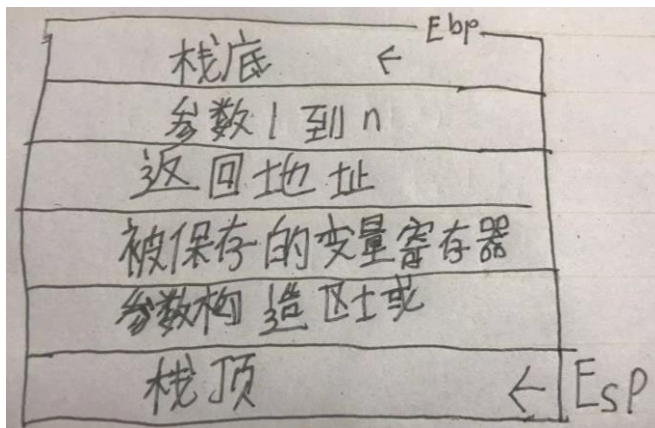 Ebp
栈底 ←
参数1到n
返回地址
被保存的变量寄存器
参数构造区域
栈顶 ← Esp